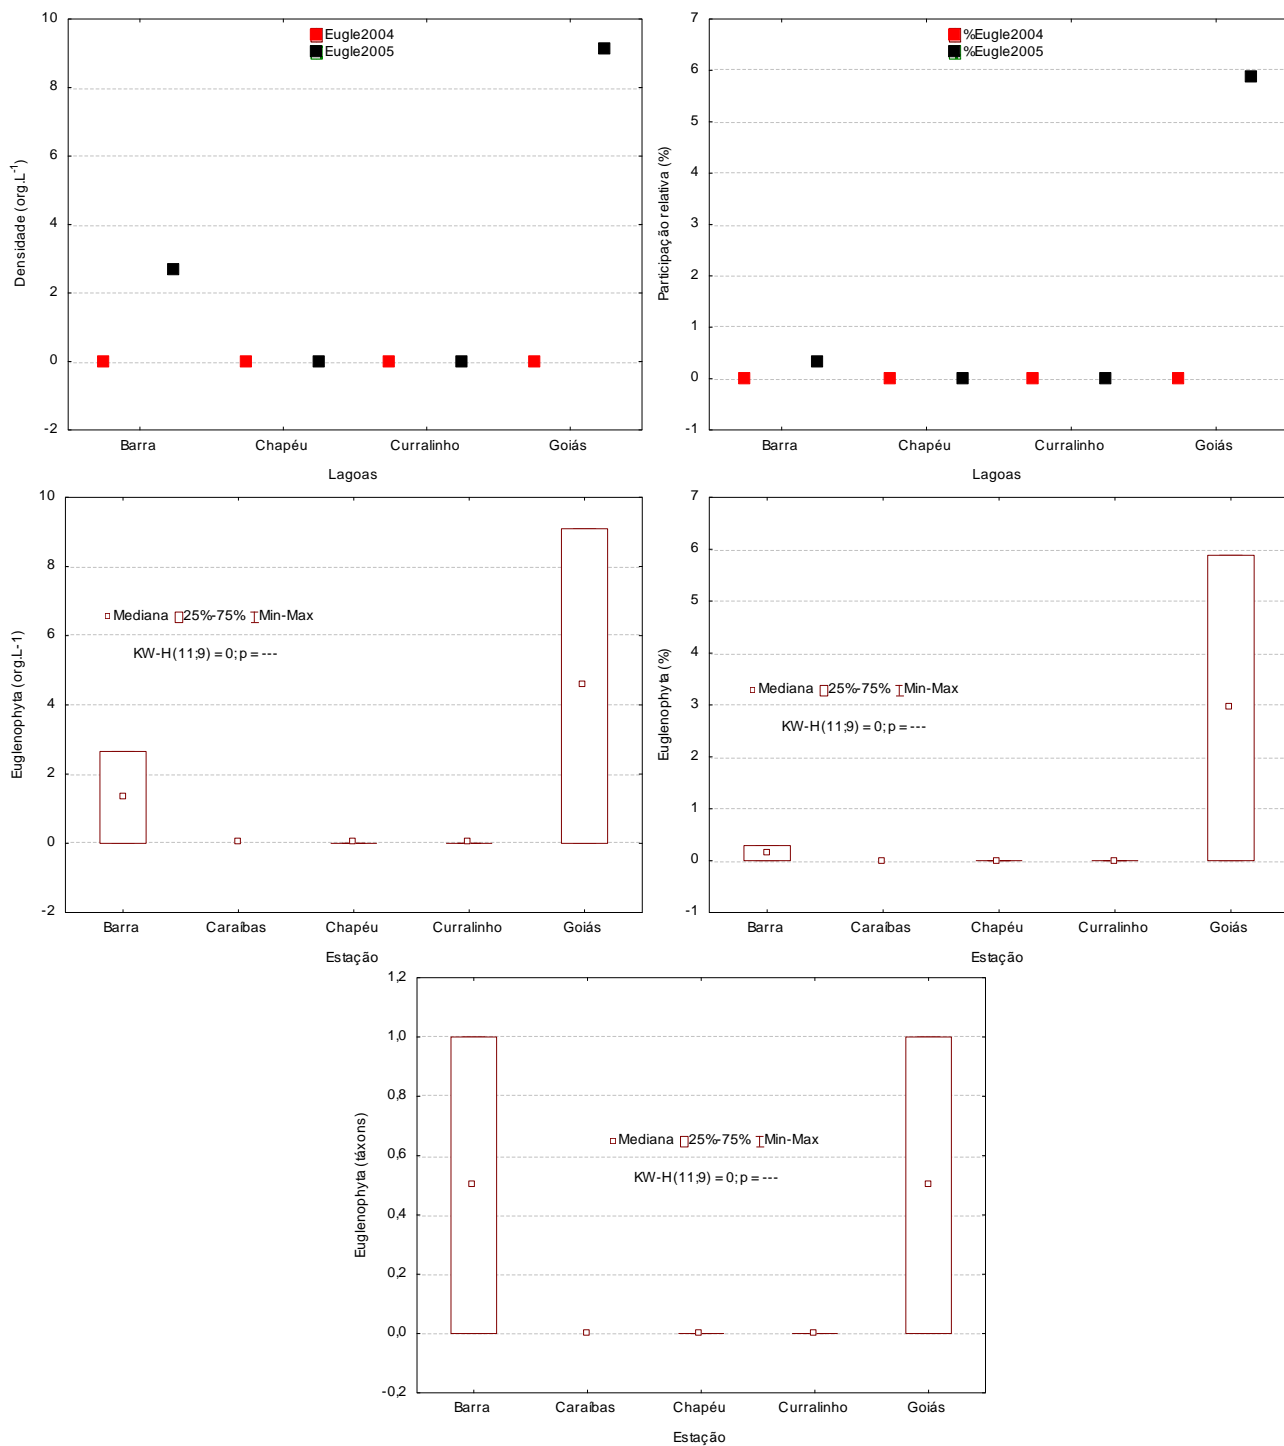 Eugle2004
Eugle2005
Densidade (org.L-1)
10
8
6
4
2
0
-2
Barra Chapéu Curralinho Goiás
Lagoas
%Eugle2004
%Eugle2005
Participação relativa (%)
7
6
5
4
3
2
1
0
-1
Barra Chapéu Curralinho Goiás
Lagoas
Euglenophyta (org.L-1)
10
8
6
4
2
0
-2
Mediana 25%-75% Min-Max
KW-H(11;9) = 0; p = ---
Barra Caraíbas Chapéu Curralinho Goiás
Estação
Euglenophyta (%)
7
6
5
4
3
2
1
0
-1
Mediana 25%-75% Min-Max
KW-H(11;9) = 0; p = ---
Barra Caraíbas Chapéu Curralinho Goiás
Estação
Euglenophyta (táxons)
1,2
1,0
0,8
0,6
0,4
0,2
0,0
-0,2
Mediana 25%-75% Min-Max
KW-H(11;9) = 0; p = ---
Barra Caraíbas Chapéu Curralinho Goiás
Estação